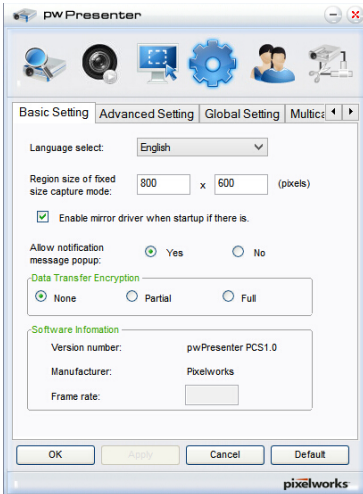 pwPresenter
Basic Setting Advanced Setting Global Setting Multica
Language select: English
Region size of fixed
size capture mode: 800 x 600 (pixels)
Enable mirror driver when startup if there is.
Allow notification
message popup: Yes No
Data Transfer Encryption
None Partial Full
Software Infomation
Version number: pwPresenter PCS1.0
Manufacturer: Pixelworks
Frame rate:
OK Apply Cancel Default
pixelworks